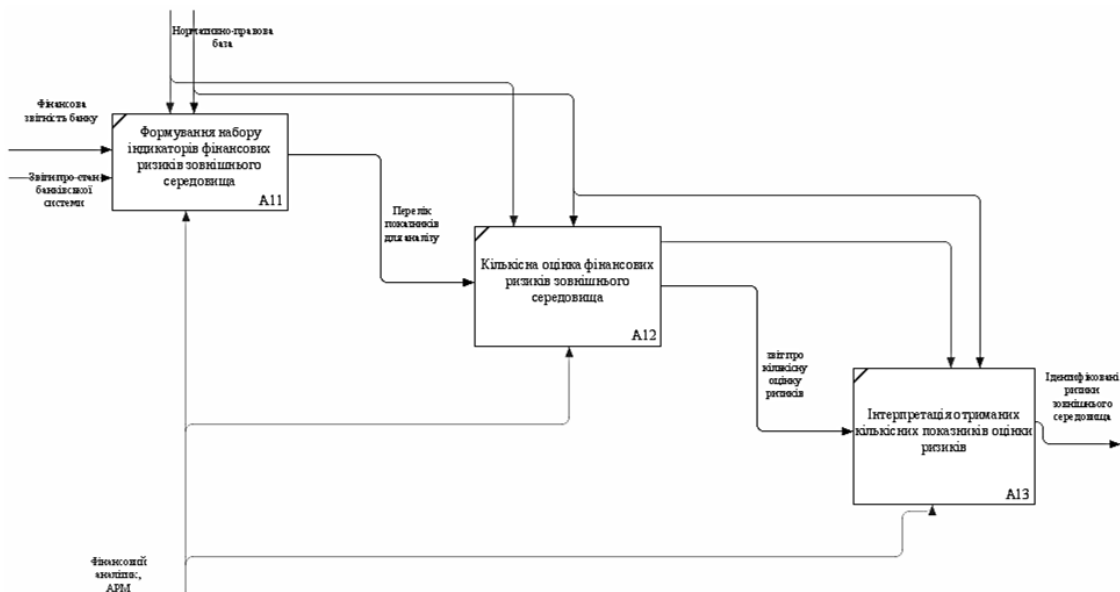 Нормативно-правова
бата
Фінансова
звітність банку
Звіти про стан
банківської
системи
Формування набору
індикаторів фінансових
ризиків зовнішнього
середовища
A11
Перелік
показників
для аналізу
Кількісна оцінка фінансових
ризиків зовнішнього
середовища
A12
звіт про
кількісну
оцінку
ризиків
Інтерпретація отриманих
кількісних показників оцінки
ризиків
A13
Ідентифіковані
ризики
зовнішнього
середовища
Фінансовий
аналітик,
АРМ